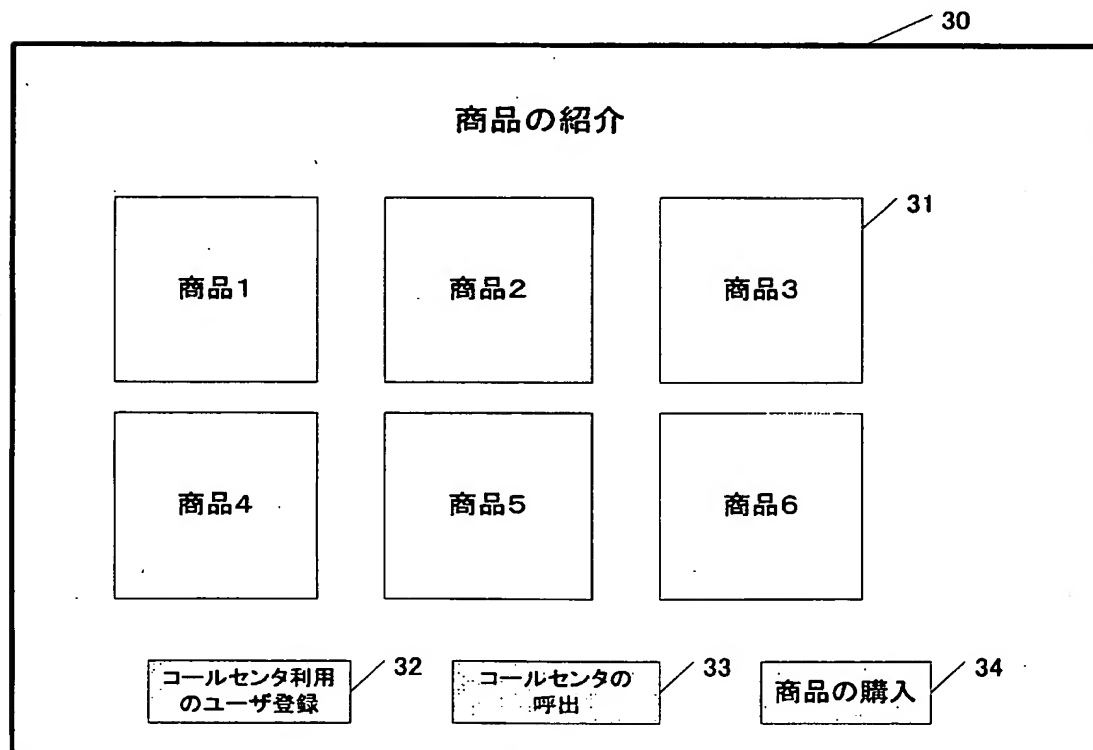 30
商品の紹介
31
商品1
商品2
商品3
商品4
商品5
商品6
コールセンタ利用
のユーザ登録
32
コールセンタの
呼出
33
商品の購入
34